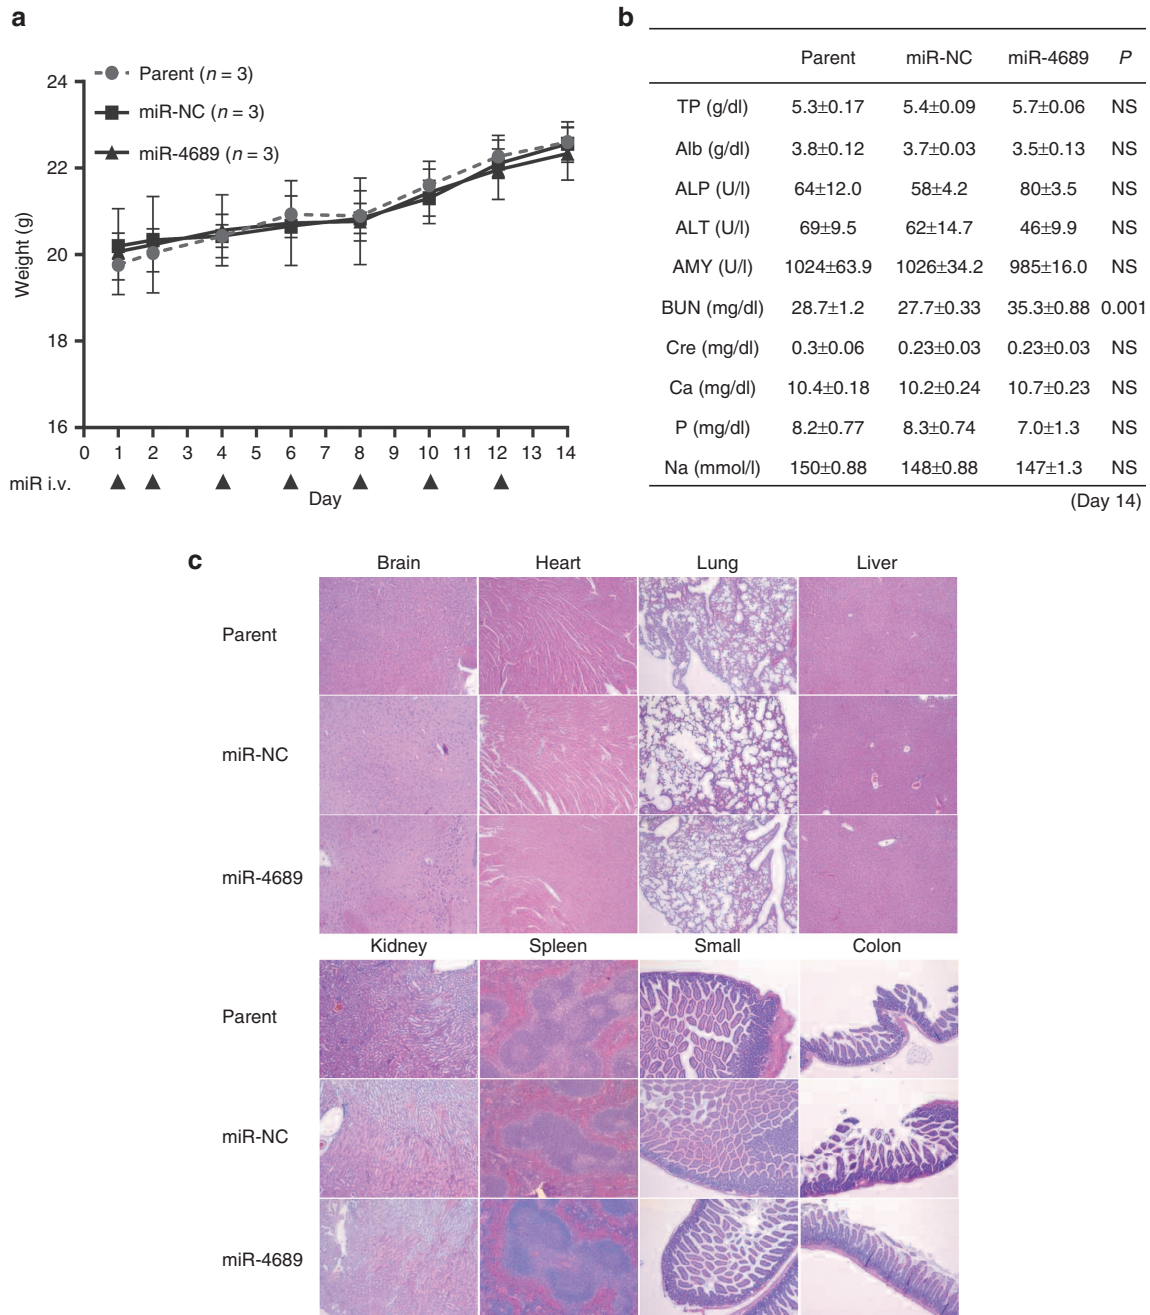 a
Parent (n = 3)
miR-NC (n = 3)
miR-4689 (n = 3)
Weight (g)
24
22
20
18
16
0 1 2 3 4 5 6 7 8 9 10 11 12 13 14
miR i.v.
Day
b
Parent miR-NC miR-4689 P
TP (g/dl) 5.3±0.17 5.4±0.09 5.7±0.06 NS
Alb (g/dl) 3.8±0.12 3.7±0.03 3.5±0.13 NS
ALP (U/l) 64±12.0 58±4.2 80±3.5 NS
ALT (U/l) 69±9.5 62±14.7 46±9.9 NS
AMY (U/l) 1024±63.9 1026±34.2 985±16.0 NS
BUN (mg/dl) 28.7±1.2 27.7±0.33 35.3±0.88 0.001
Cre (mg/dl) 0.3±0.06 0.23±0.03 0.23±0.03 NS
Ca (mg/dl) 10.4±0.18 10.2±0.24 10.7±0.23 NS
P (mg/dl) 8.2±0.77 8.3±0.74 7.0±1.3 NS
Na (mmol/l) 150±0.88 148±0.88 147±1.3 NS
(Day 14)
c
Brain Heart Lung Liver
Parent
miR-NC
miR-4689
Kidney Spleen Small Colon
Parent
miR-NC
miR-4689